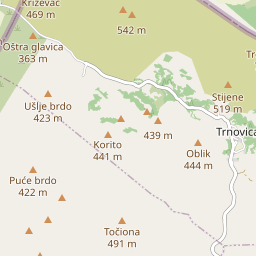 Križevac
469 m
542 m
Oštra glavica
363 m
Stijene
519 m
Ušlje brdo
423 m
Trnovica
439 m
Korito
441 m
Oblik
444 m
Puće brdo
422 m
Točiona
491 m